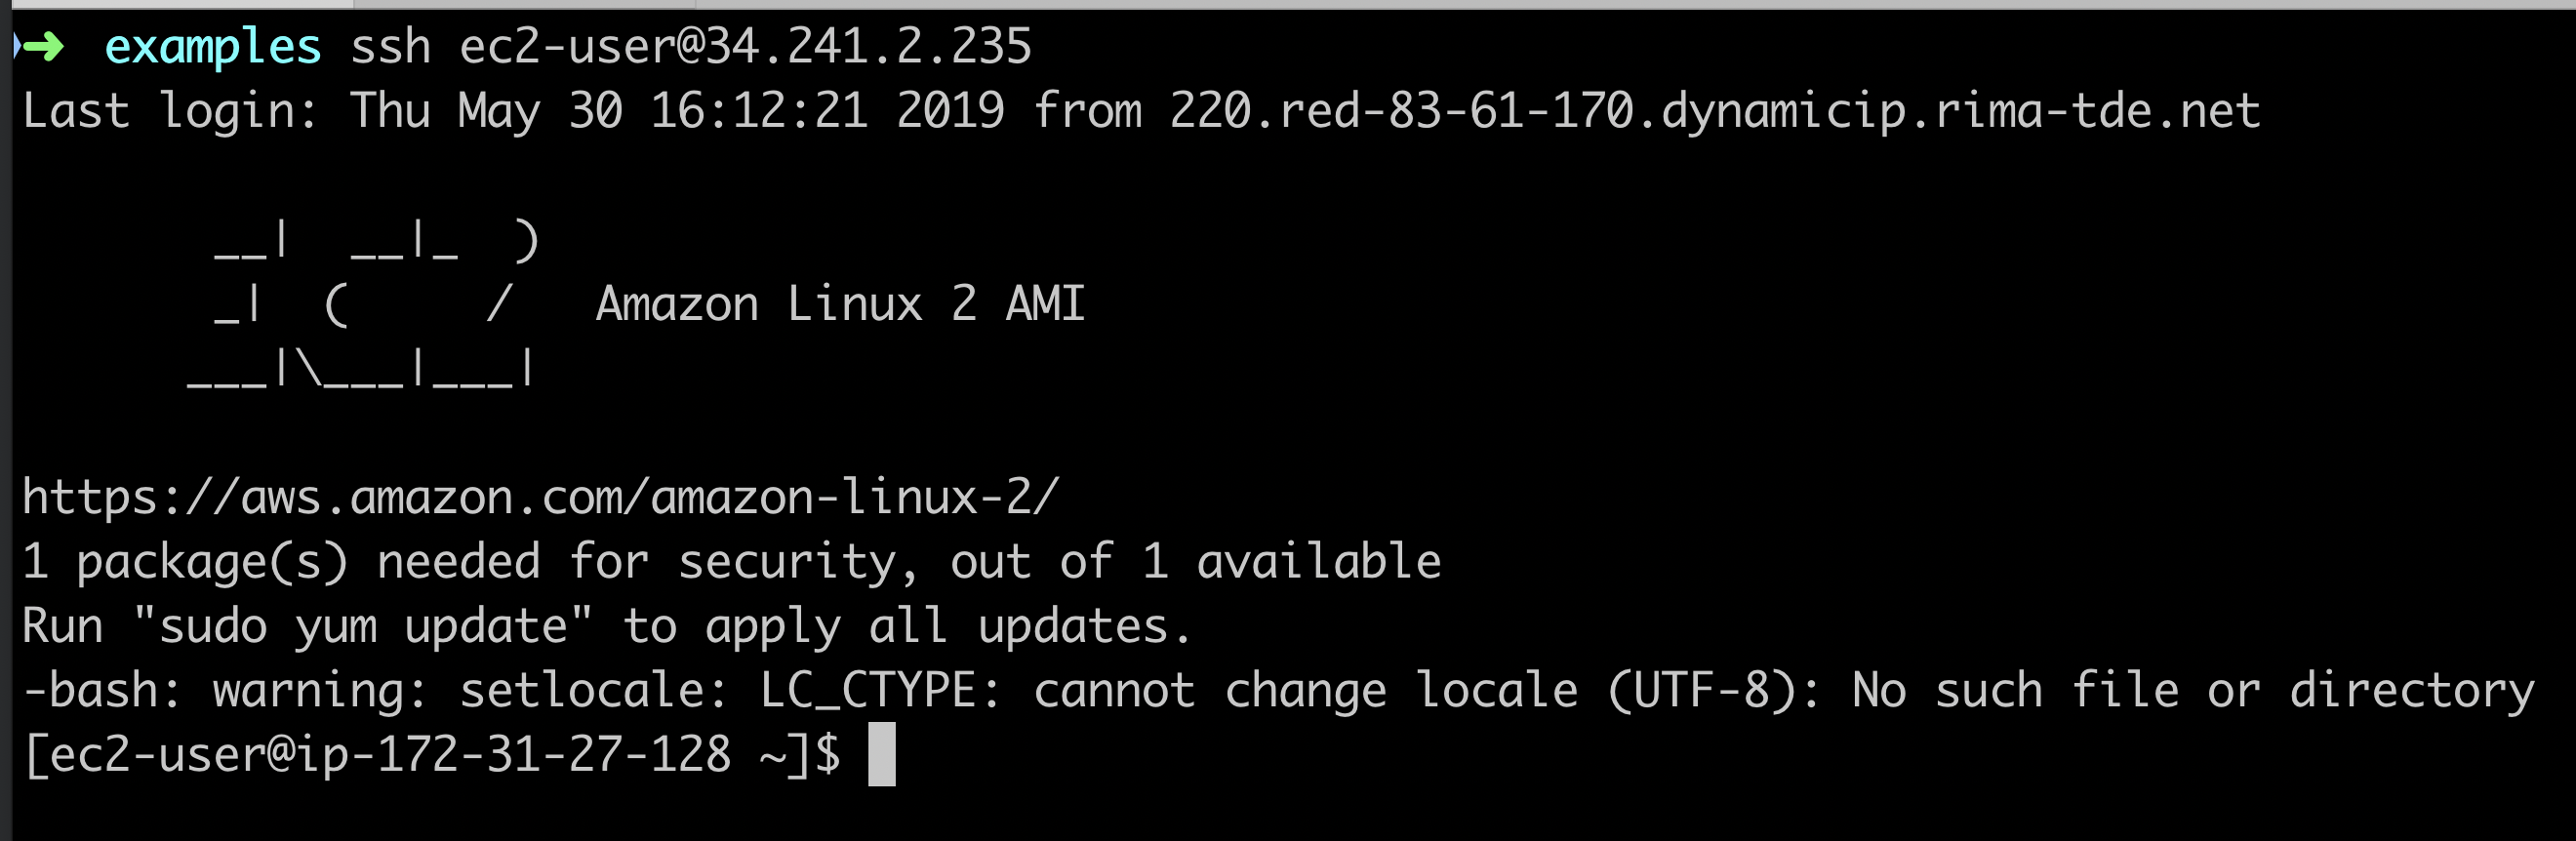 ➜  examples ssh ec2-user@34.241.2.235
Last login: Thu May 30 16:12:21 2019 from 220.red-83-61-170.dynamicip.rima-tde.net

       __|  __|_  )
       _|  (     /   Amazon Linux 2 AMI
      ___|\___|___|

https://aws.amazon.com/amazon-linux-2/
1 package(s) needed for security, out of 1 available
Run "sudo yum update" to apply all updates.
-bash: warning: setlocale: LC_CTYPE: cannot change locale (UTF-8): No such file or directory
[ec2-user@ip-172-31-27-128 ~]$